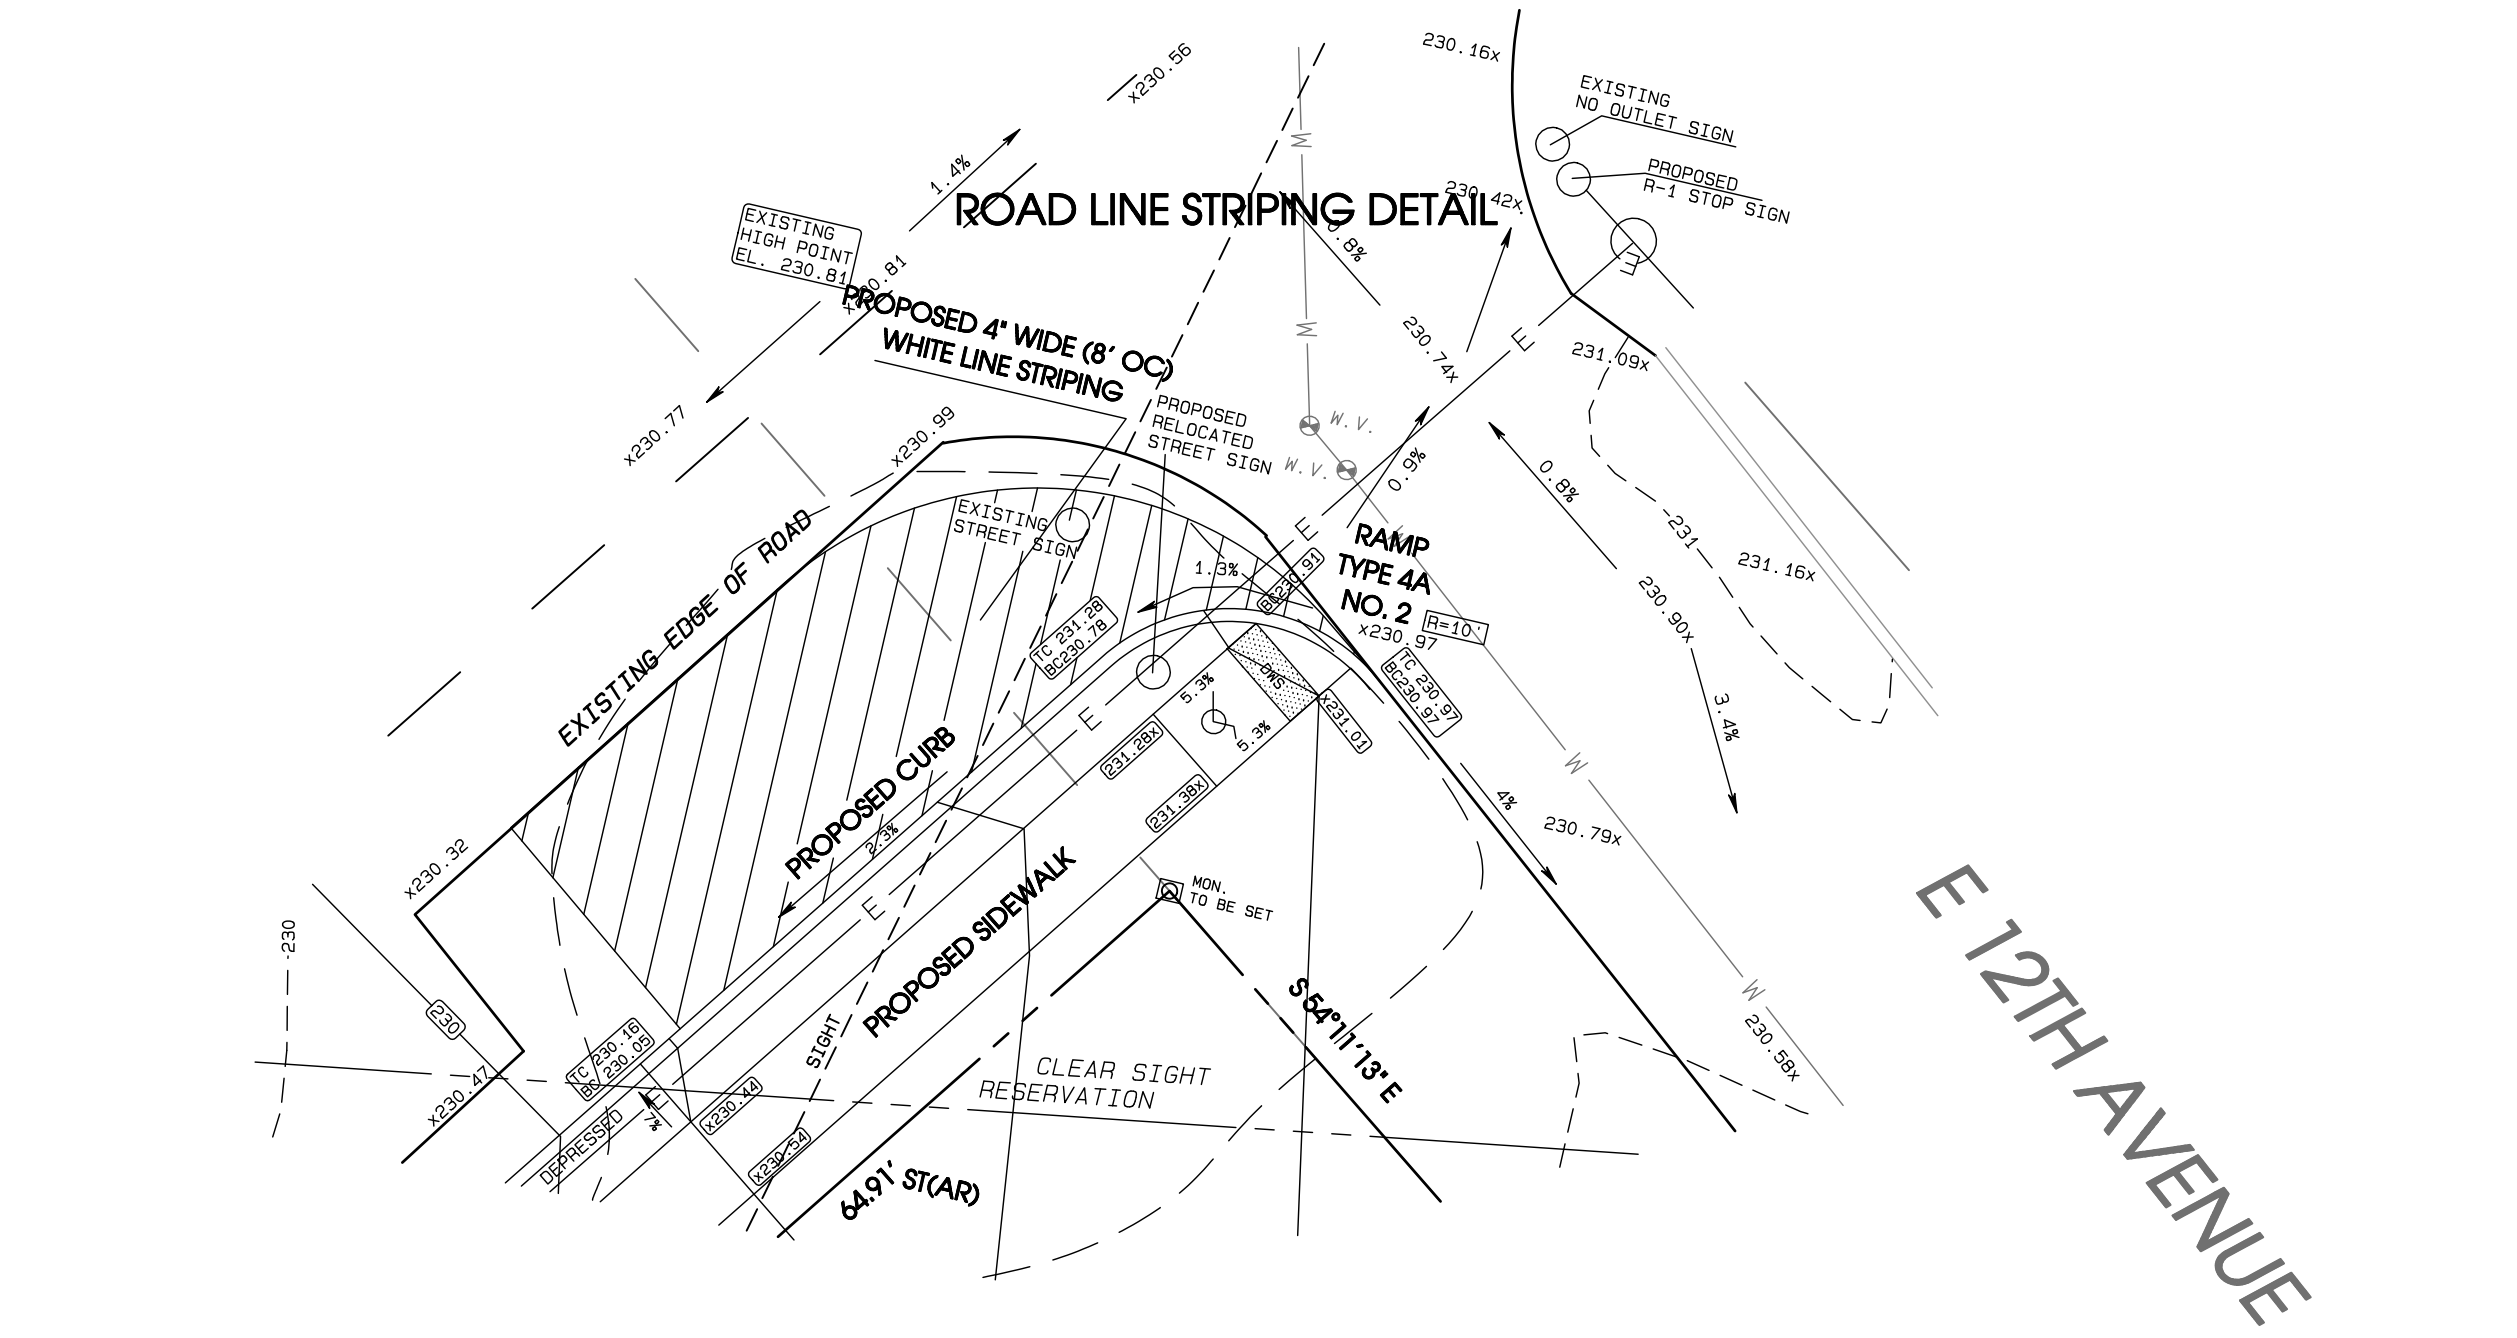 x230.56
230.16x
EXISTING
NO OUTLET SIGN
1.4%
PROPOSED
R-1 STOP SIGN
230.42x
ROAD LINE STRIPING DETAIL
EXISTING
HIGH POINT
EL. 230.81
x230.81
0.8%
W
E
PROPOSED 4" WIDE (8' OC)
WHITE LINE STRIPING
W
E
230.74x
231.09x
x230.77
x230.99
PROPOSED
RELOCATED
STREET SIGN
W.V.
W.V.
0.9%
0.8%
EXISTING EDGE OF ROAD
EXISTING
STREET SIGN
E
W
RAMP
TYPE 4A
NO. 2
x230.97
R=10'
231
231.16x
1.3%
BC230.91
TC 231.28
BC230.78
230.90x
DWS
TC 230.97
BC230.97
x231.01
5.3%
5.3%
3.4%
E
231.28x
231.38x
W
4%
230.79x
PROPOSED CURB
2.3%
x230.32
E
PROPOSED SIDEWALK
MON.
TO BE SET
E 12TH AVENUE
-230
230
W
S 54°11'13" E
230.58x
SIGHT
TC 230.16
BC 230.05
CLEAR SIGHT
RESERVATION
x230.47
E
7%
x230.44
DEPRESSED
x230.54
64.91' ST(AR)